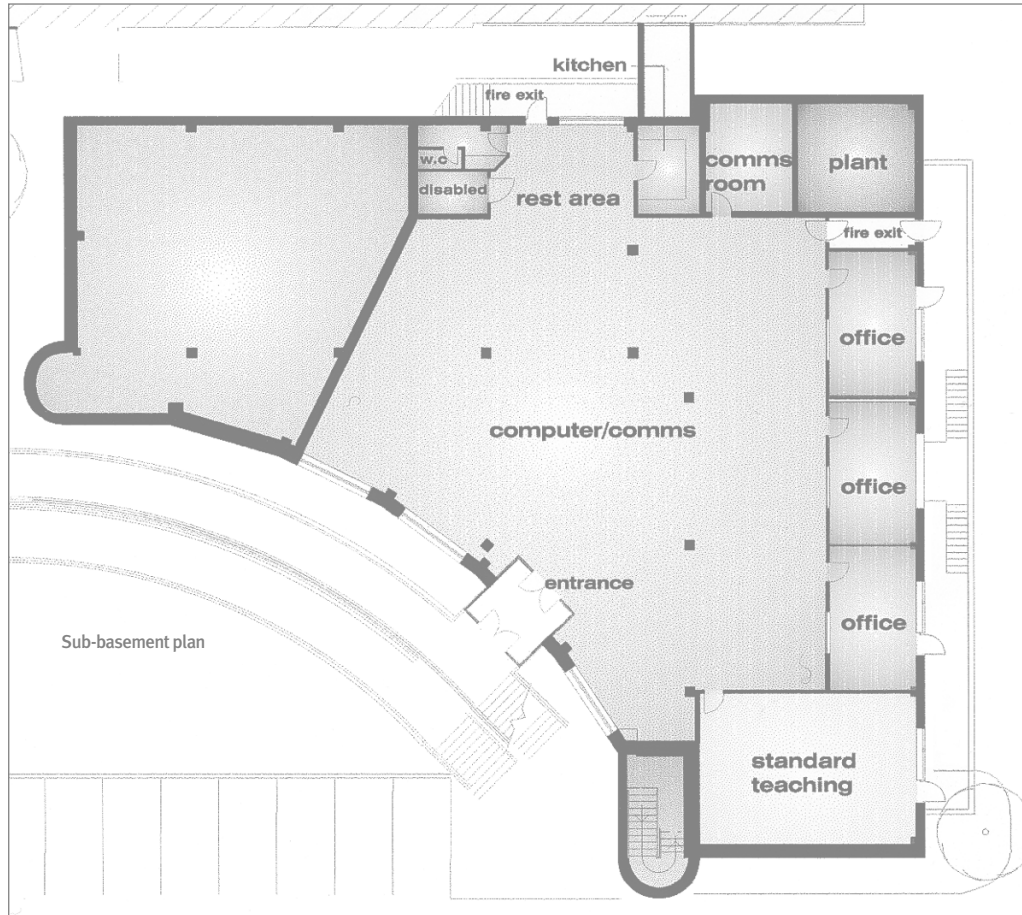 kitchen
fire exit
w.c
disabled
rest area
comms
room
plant
fire exit
office
computer/comms
office
entrance
office
Sub-basement plan
standard
teaching